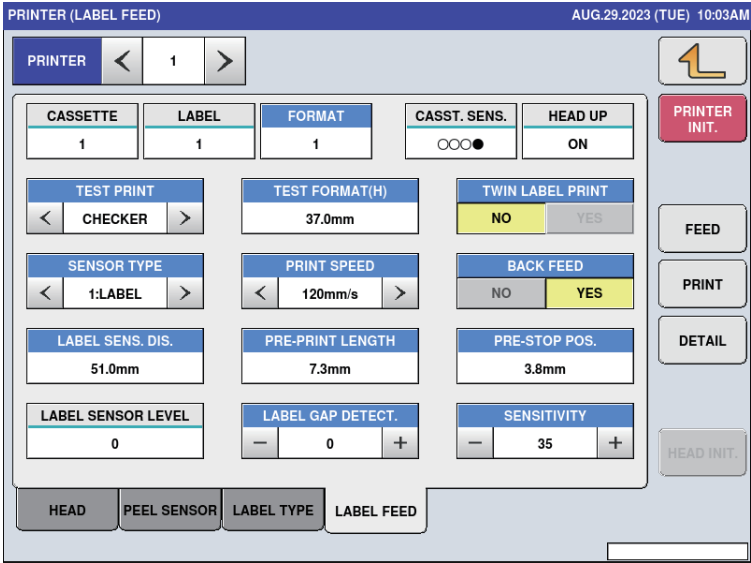 PRINTER (LABEL FEED) AUG.29.2023 (TUE) 10:03AM
PRINTER < 1 >
CASSETTE LABEL FORMAT CASST. SENS. HEAD UP
1 1 1 ○○○● ON
PRINTER
INIT.
TEST PRINT TEST FORMAT(H) TWIN LABEL PRINT
< CHECKER > 37.0mm NO YES
FEED
SENSOR TYPE PRINT SPEED BACK FEED
< 1:LABEL > < 120mm/s > NO YES
PRINT
LABEL SENS. DIS. PRE-PRINT LENGTH PRE-STOP POS.
51.0mm 7.3mm 3.8mm
DETAIL
LABEL SENSOR LEVEL LABEL GAP DETECT. SENSITIVITY
0 − 0 + − 35 +
HEAD INIT.
HEAD PEEL SENSOR LABEL TYPE LABEL FEED